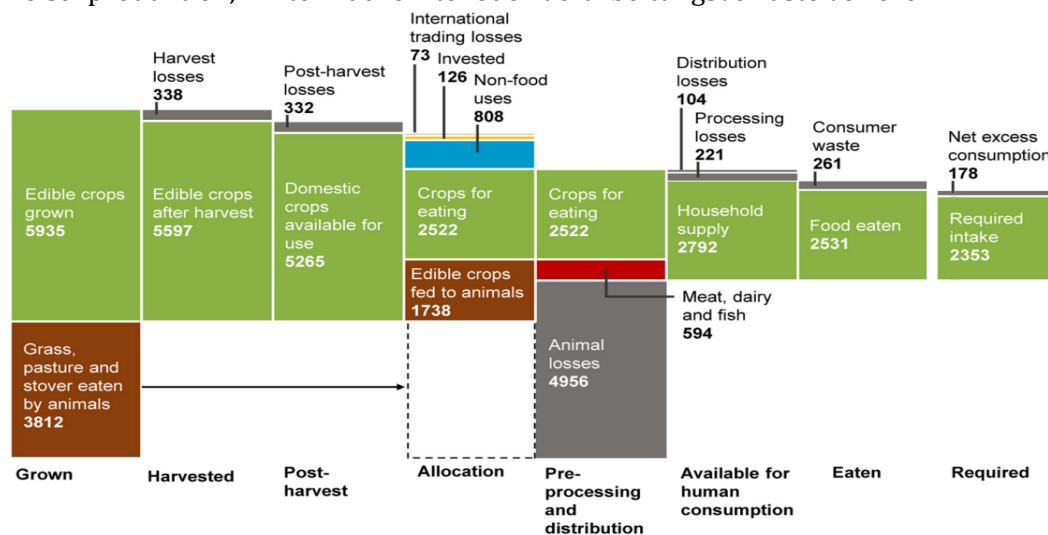 International
trading losses
73
Invested
126
Non-food
uses
808
Harvest
losses
338
Post-harvest
losses
332
Distribution
losses
104
Processing
losses
221
Consumer
waste
261
Net excess
consumption
178
Edible crops
grown
5935
Edible crops
after harvest
5597
Domestic
crops
available for
use
5265
Crops for
eating
2522
Crops for
eating
2522
Household
supply
2792
Food eaten
2531
Required
intake
2353
Edible crops
fed to animals
1738
Meat, dairy
and fish
594
Grass,
pasture and
stover eaten
by animals
3812
Animal
losses
4956
Grown
Harvested
Post-
harvest
Allocation
Pre-
processing
and
distribution
Available for
human
consumption
Eaten
Required